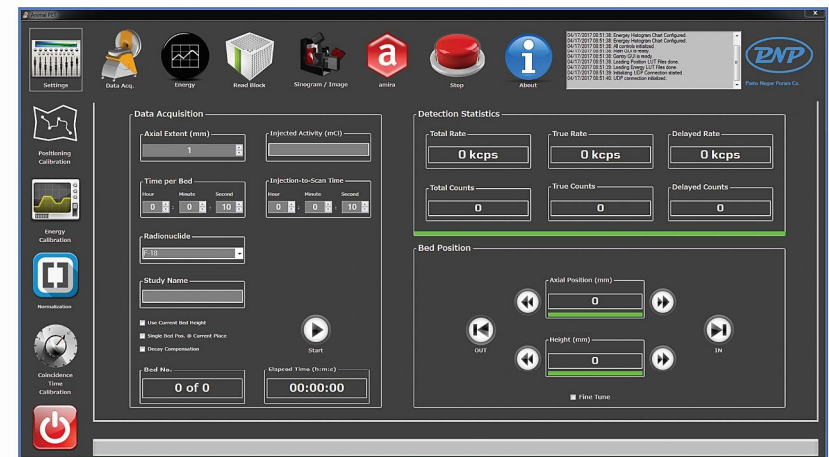 Animal PET
x
Settings
Data Acq.
Energy
Read Block
Sinogram / Image
amira
Stop
About
04/17/2017 08:51:38: Energy Histogram Chart Configured.
04/17/2017 08:51:38: Energy Histogram Chart Configured.
04/17/2017 08:51:38: All controls initialized.
04/17/2017 08:51:38: Main GUI is ready.
04/17/2017 08:51:38: Gantry GUI is ready
04/17/2017 08:51:38: Loading Position LUT Files done.
04/17/2017 08:51:39: Loading Energy LUT Files done.
04/17/2017 08:51:39: Initializing UDP Connection started
04/17/2017 08:51:40: UDP connection initialized.
PNP
Parto Negar Persia Co.
Positioning
Calibration
Energy
Calibration
Normalization
Coincidence
Time
Calibration
Data Acquisition
Axial Extent (mm)
1
Injected Activity (mCi)
Time per Bed
Hour Minute Second
0 : 0 : 10
Injection-to-Scan Time
Hour Minute Second
0 : 0 : 10
Radionuclide
F-18
Study Name
Use Current Bed Height
Single Bed Pos. @ Current Place
Decay Compensation
Start
Bed No.
0 of 0
Elapced Time (h:m:c)
00:00:00
Detection Statistics
Total Rate
0 kcps
True Rate
0 kcps
Delayed Rate
0 kcps
Total Counts
0
True Counts
0
Delayed Counts
0
Bed Position
Axial Position (mm)
0
OUT
IN
Height (mm)
0
Fine Tune